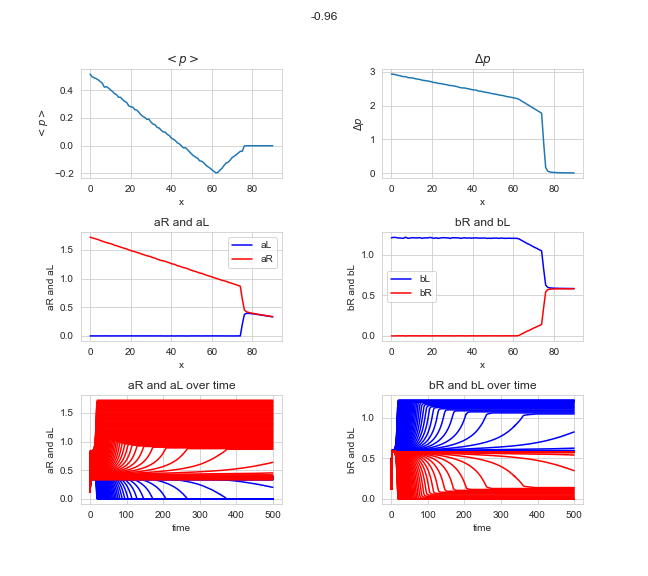 -0.96
< p >
Δp
< p >
0.4
0.2
0.0
−0.2
0 20 40 60 80
x
Δp
3
2
1
0
0 20 40 60 80
x
aR and aL
bR and bL
aR and aL
1.5
1.0
0.5
0.0
aL
aR
0 20 40 60 80
x
bR and bL
1.0
0.5
0.0
bL
bR
0 20 40 60 80
x
aR and aL over time
bR and bL over time
aR and aL
1.5
1.0
0.5
0.0
0 100 200 300 400 500
time
bR and bL
1.0
0.5
0.0
0 100 200 300 400 500
time